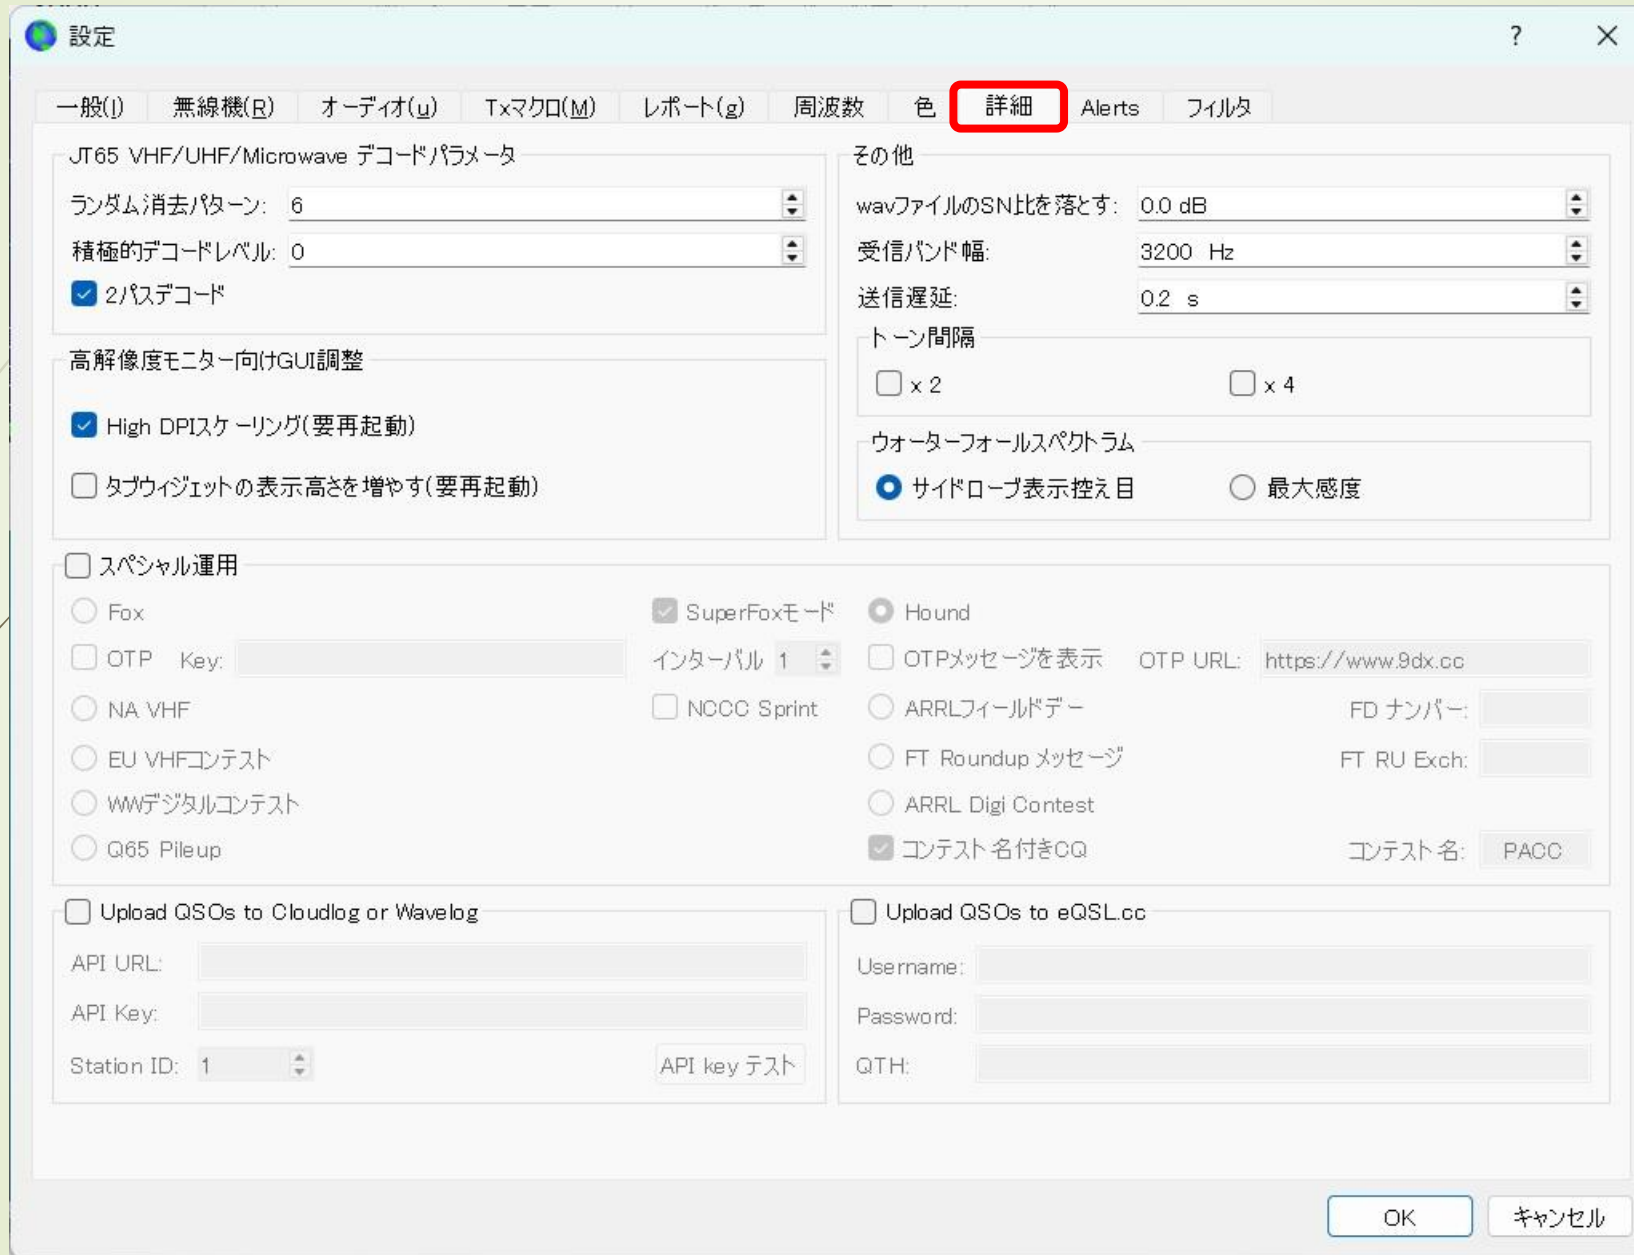 設定
?
一般(I) 無線機(R) オーディオ(u) Txマクロ(M) レポート(g) 周波数 色 詳細 Alerts フィルタ
JT65 VHF/UHF/Microwave デコードパラメータ
ランダム消去パターン: 6
積極的デコードレベル: 0
2パスデコード
高解像度モニター向けGUI調整
High DPIスケーリング(要再起動)
タブウィジェットの表示高さを増やす(要再起動)
その他
wavファイルのSN比を落とす: 0.0 dB
受信バンド幅: 3200 Hz
送信遅延: 0.2 s
トーン間隔
x 2 x 4
ウォーターフォールスペクトラム
サイドローブ表示控え目 最大感度
スペシャル運用
Fox SuperFoxモード Hound
OTP Key: インターバル 1 OTPメッセージを表示 OTP URL: https://www.9dx.cc
NA VHF NCCC Sprint ARRLフィールドデー FD ナンバー:
EU VHFコンテスト FT Roundup メッセージ FT RU Exch:
WWデジタルコンテスト ARRL Digi Contest
Q65 Pileup コンテスト名付きCQ コンテスト名: PACC
Upload QSOs to Cloudlog or Wavelog
API URL:
API Key:
Station ID: 1 API key テスト
Upload QSOs to eQSL.cc
Username:
Password:
QTH:
OK キャンセル